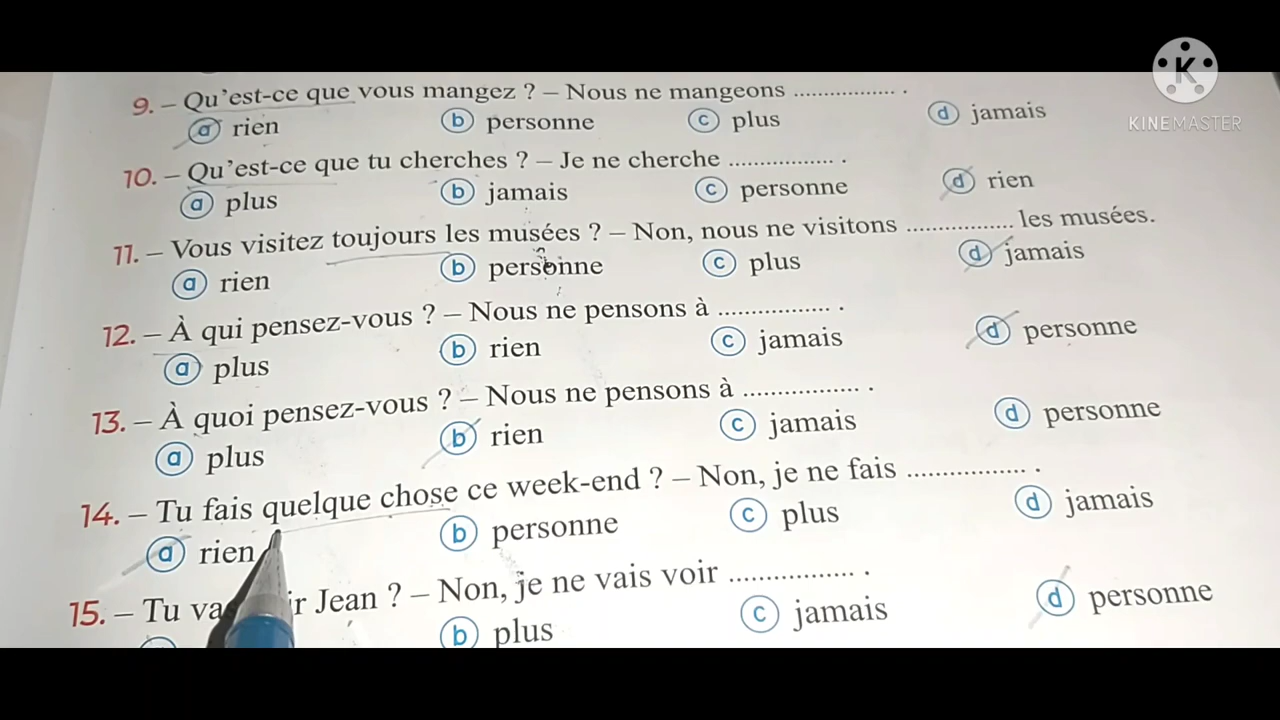 KINEMASTER
9. – Qu'est-ce que vous mangez ? – Nous ne mangeons ................. .
a rien b personne c plus d jamais
10. – Qu'est-ce que tu cherches ? – Je ne cherche ................. .
a plus b jamais c personne d rien
11. – Vous visitez toujours les musées ? – Non, nous ne visitons ................. les musées.
a rien b personne c plus d jamais
12. – À qui pensez-vous ? – Nous ne pensons à ................. .
a plus b rien c jamais d personne
13. – À quoi pensez-vous ? – Nous ne pensons à ................. .
a plus b rien c jamais d personne
14. – Tu fais quelque chose ce week-end ? – Non, je ne fais ................. .
a rien b personne c plus d jamais
15. – Tu Jean ? – Non, je ne vais voir ................. .
b plus c jamais d personne